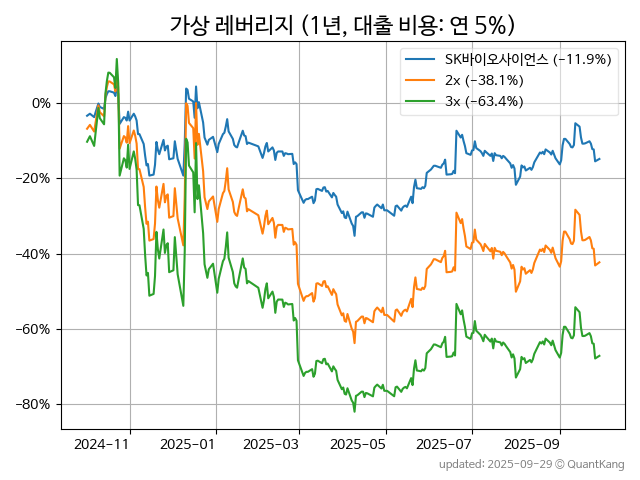 가상 레버리지 (1년, 대출 비용: 연 5%)
SK바이오사이언스 (−11.9%)
2x (−38.1%)
3x (−63.4%)
0%
−20%
−40%
−60%
−80%
2024-11 2025-01 2025-03 2025-05 2025-07 2025-09
updated: 2025-09-29 © QuantKang